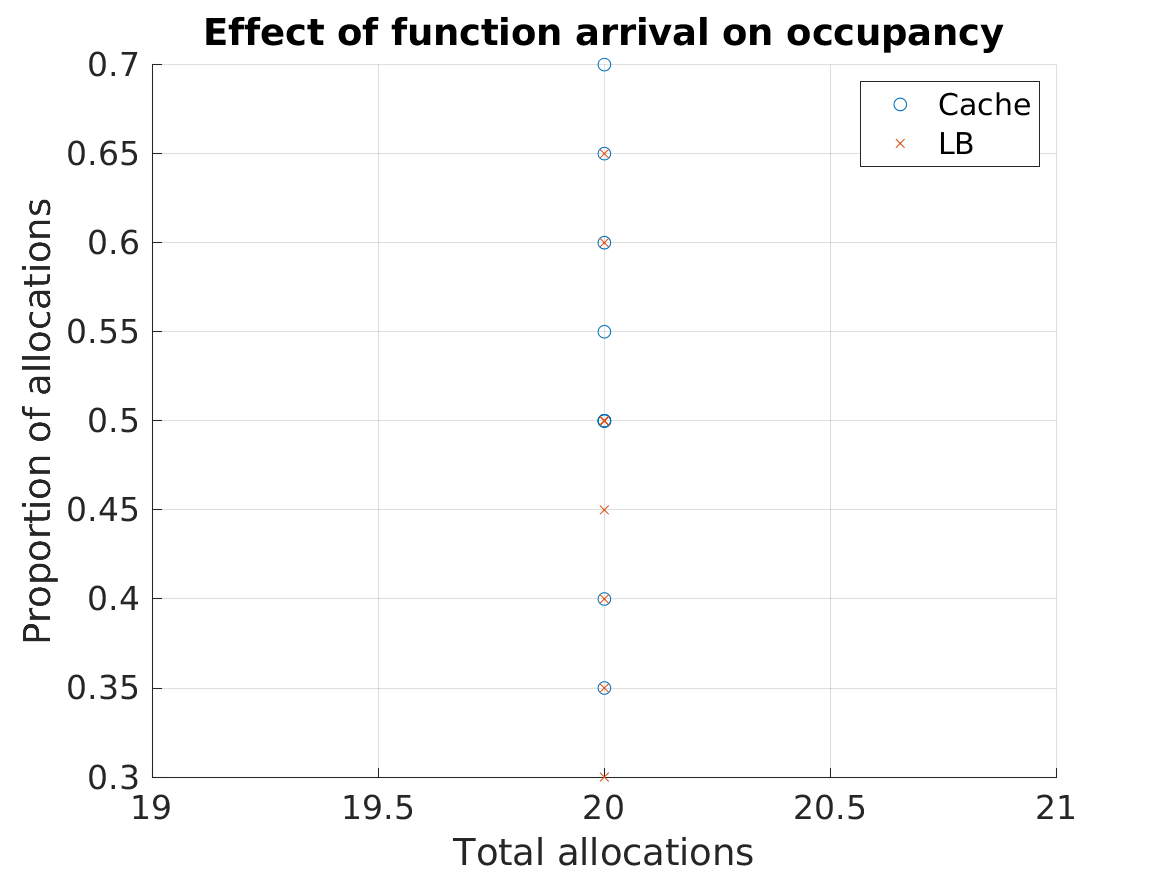 Effect of function arrival on occupancy
0.7
0.65
0.6
0.55
0.5
0.45
0.4
0.35
0.3
Proportion of allocations
Cache
LB
19
19.5
20
20.5
21
Total allocations